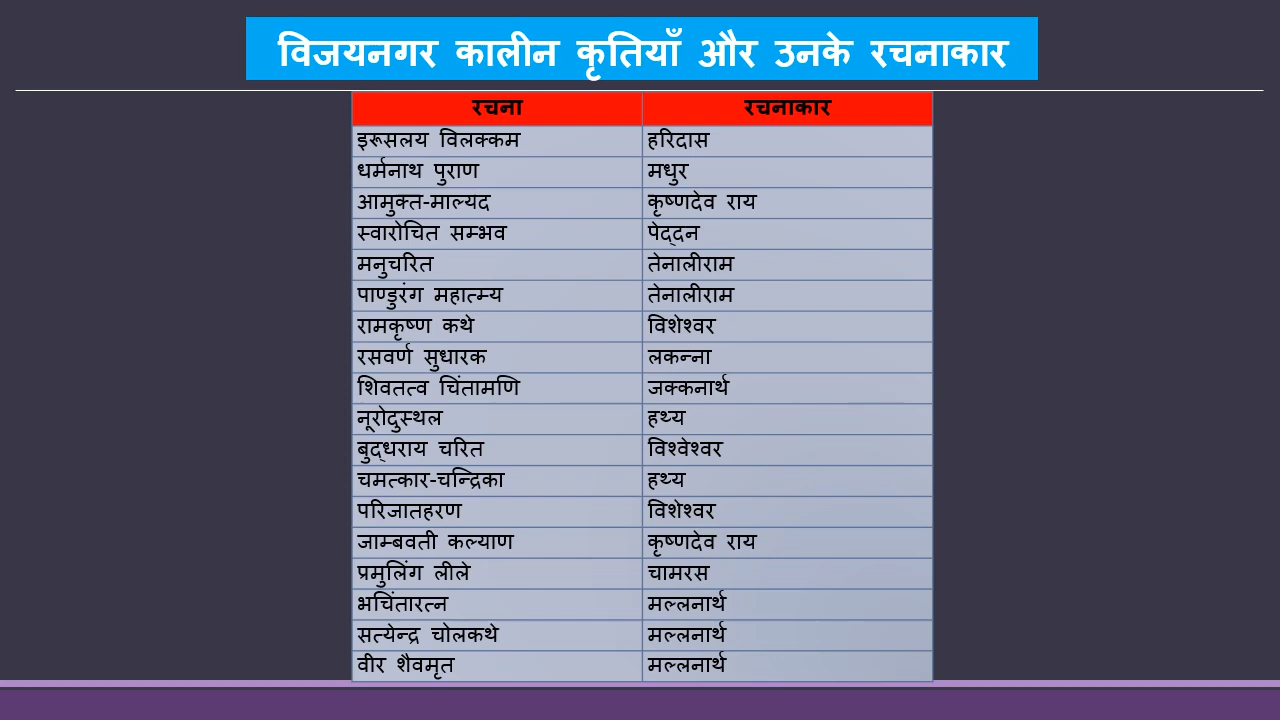 विजयनगर कालीन कृतियाँ और उनके रचनाकार
रचना रचनाकार
इरूसलय विलक्कम हरिदास
धर्मनाथ पुराण मधुर
आमुक्त-माल्यद कृष्णदेव राय
स्वारोचित सम्भव पेद्दन
मनुचरित तेनालीराम
पाण्डुरंग महात्म्य तेनालीराम
रामकृष्ण कथे विशेश्वर
रसवर्ण सुधारक लकन्ना
शिवतत्व चिंतामणि जक्कनार्थ
नूरोदुस्थल हथ्य
बुद्धराय चरित विश्वेश्वर
चमत्कार-चन्द्रिका हथ्य
परिजातहरण विशेश्वर
जाम्बवती कल्याण कृष्णदेव राय
प्रमुलिंग लीले चामरस
भचिंतारत्न मल्लनार्थ
सत्येन्द्र चोलकथे मल्लनार्थ
वीर शैवमृत मल्लनार्थ